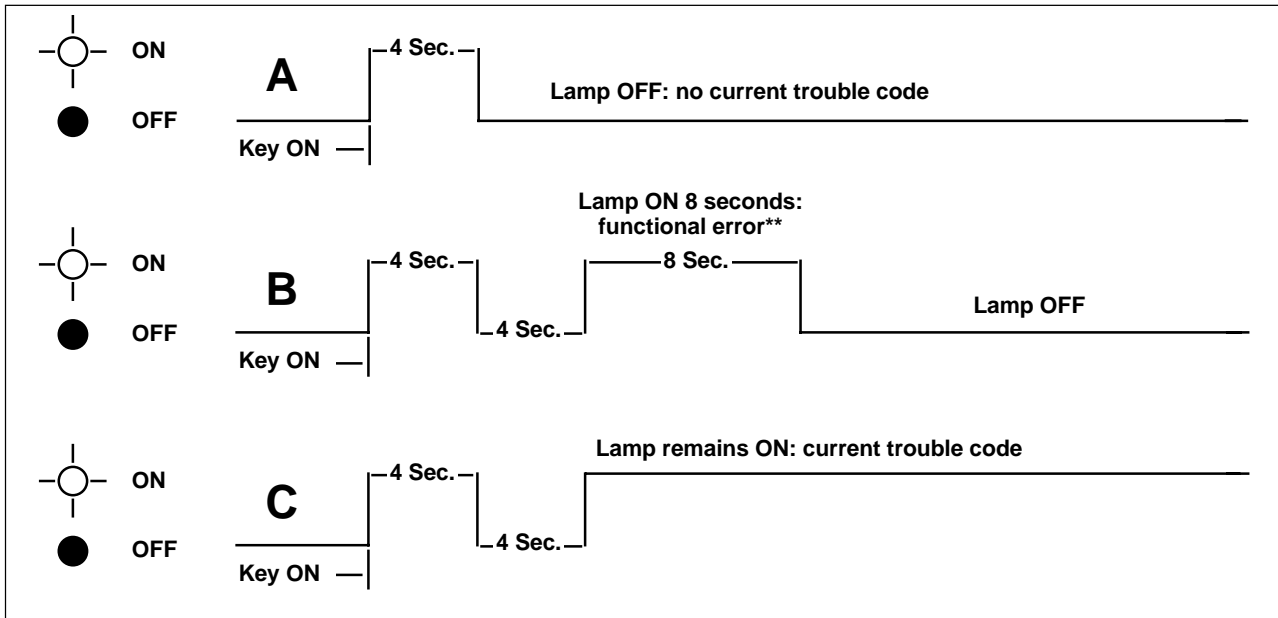 ON
4 Sec.
A
Lamp OFF: no current trouble code
OFF
Key ON
Lamp ON 8 seconds:
functional error**
ON
4 Sec.
8 Sec.
B
Lamp OFF
OFF
4 Sec.
Key ON
Lamp remains ON: current trouble code
ON
4 Sec.
C
OFF
4 Sec.
Key ON